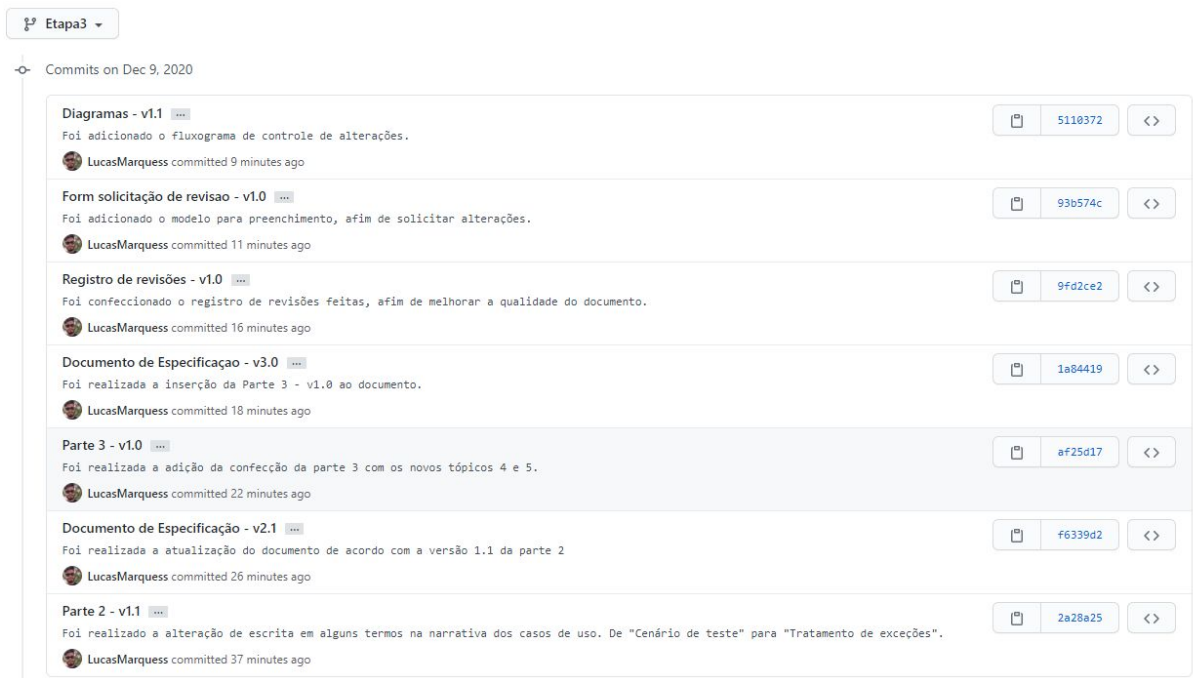 Etapa3
Commits on Dec 9, 2020
Diagramas - v1.1 ...
5110372
Foi adicionado o fluxograma de controle de alterações.
LucasMarquess committed 9 minutes ago
Form solicitação de revisao - v1.0 ...
93b574c
Foi adicionado o modelo para preenchimento, afim de solicitar alterações.
LucasMarquess committed 11 minutes ago
Registro de revisões - v1.0 ...
9fd2ce2
Foi confeccionado o registro de revisões feitas, afim de melhorar a qualidade do documento.
LucasMarquess committed 16 minutes ago
Documento de Especificaçao - v3.0 ...
1a84419
Foi realizada a inserção da Parte 3 - v1.0 ao documento.
LucasMarquess committed 18 minutes ago
Parte 3 - v1.0 ...
af25d17
Foi realizada a adição da confecção da parte 3 com os novos tópicos 4 e 5.
LucasMarquess committed 22 minutes ago
Documento de Especificação - v2.1 ...
f6339d2
Foi realizada a atualização do documento de acordo com a versão 1.1 da parte 2
LucasMarquess committed 26 minutes ago
Parte 2 - v1.1 ...
2a28a25
Foi realizado a alteração de escrita em alguns termos na narrativa dos casos de uso. De "Cenário de teste" para "Tratamento de exceções".
LucasMarquess committed 37 minutes ago